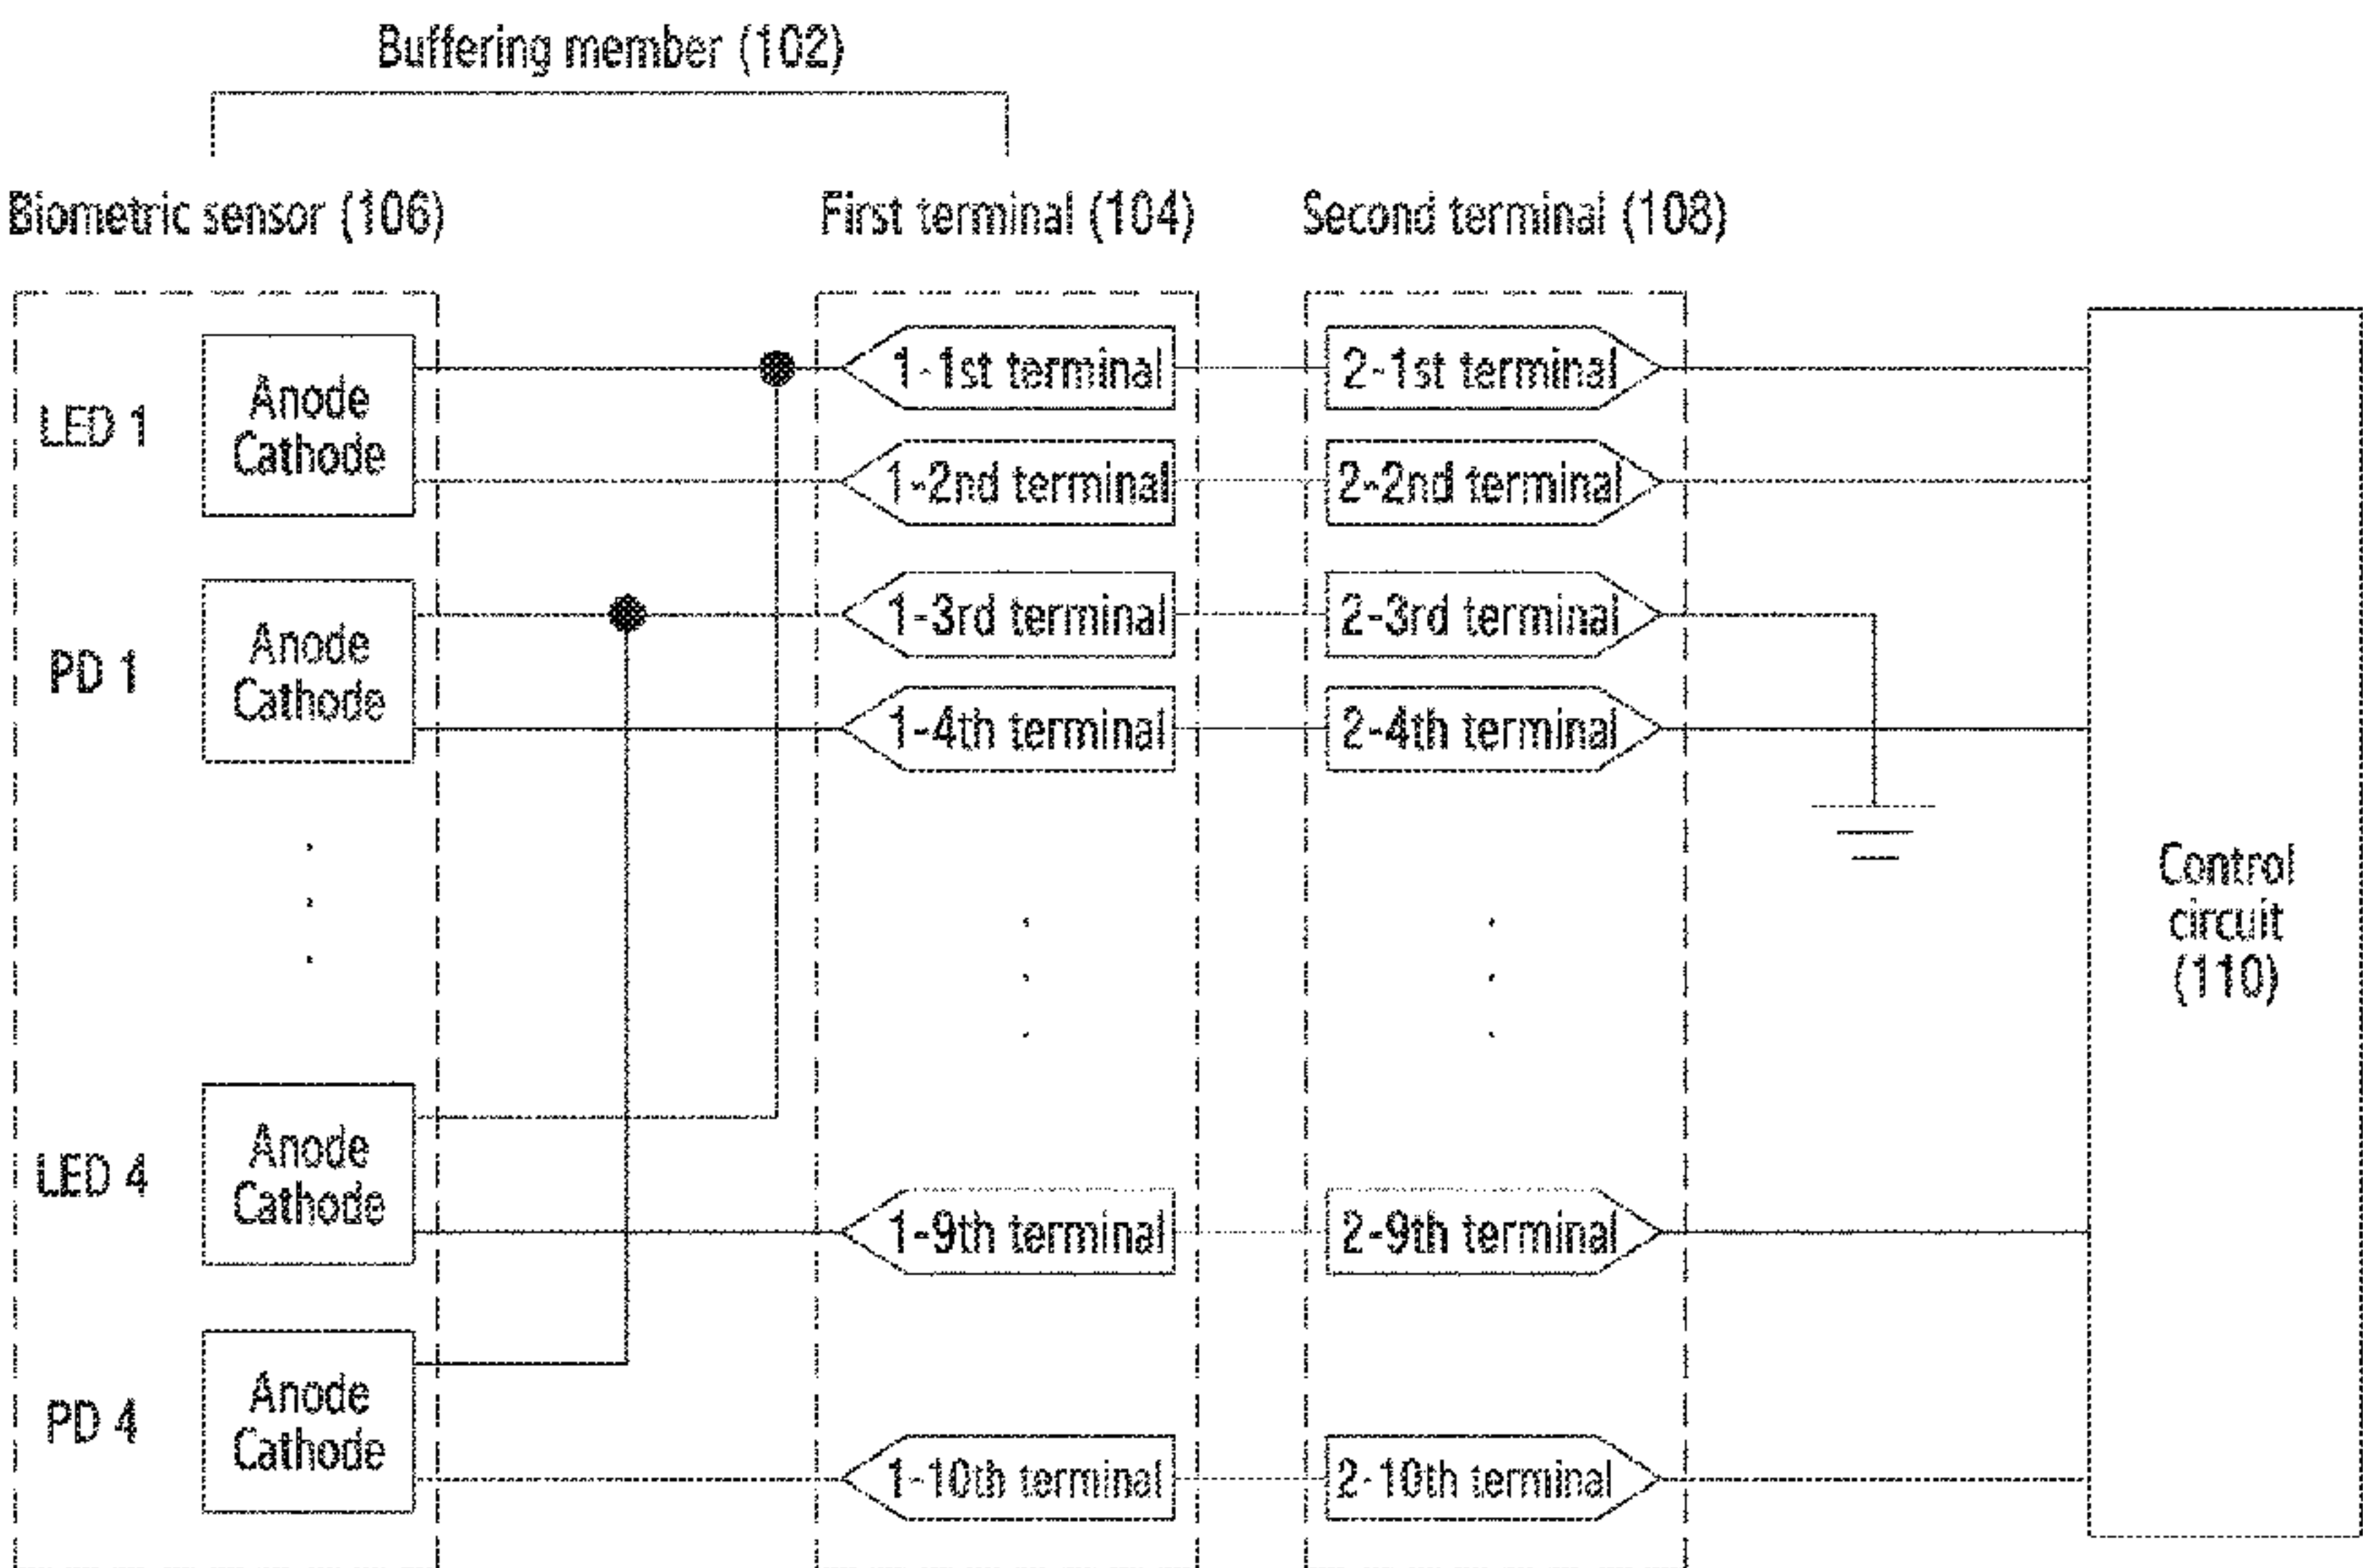 Buffering member (102)
Biometric sensor (106)
First terminal (104)
Second terminal (108)
LED 1
Anode
Cathode
1-1st terminal
2-1st terminal
1-2nd terminal
2-2nd terminal
PD 1
Anode
Cathode
1-3rd terminal
2-3rd terminal
1-4th terminal
2-4th terminal
Control
circuit
(110)
LED 4
Anode
Cathode
1-9th terminal
2-9th terminal
PD 4
Anode
Cathode
1-10th terminal
2-10th terminal